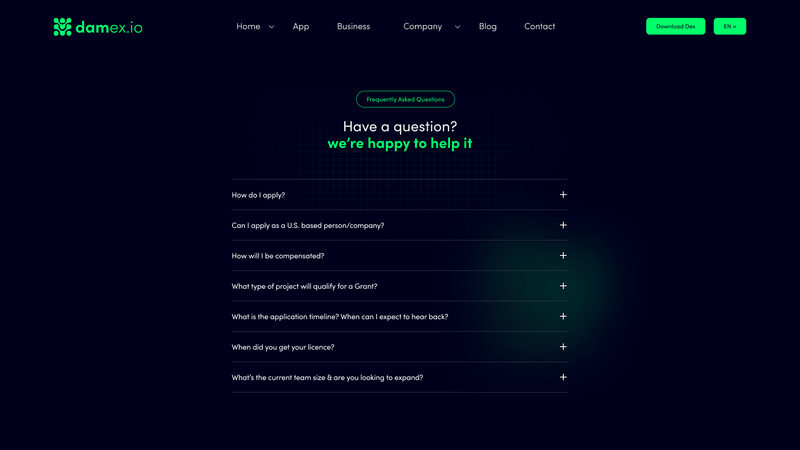 damex.io
Home App Business Company Blog Contact
Download Dex EN >
Frequently Asked Questions
Have a question?
we're happy to help it
How do I apply?
Can I apply as a U.S. based person/company?
How will I be compensated?
What type of project will qualify for a Grant?
What is the application timeline? When can I expect to hear back?
When did you get your licence?
What's the current team size & are you looking to expand?